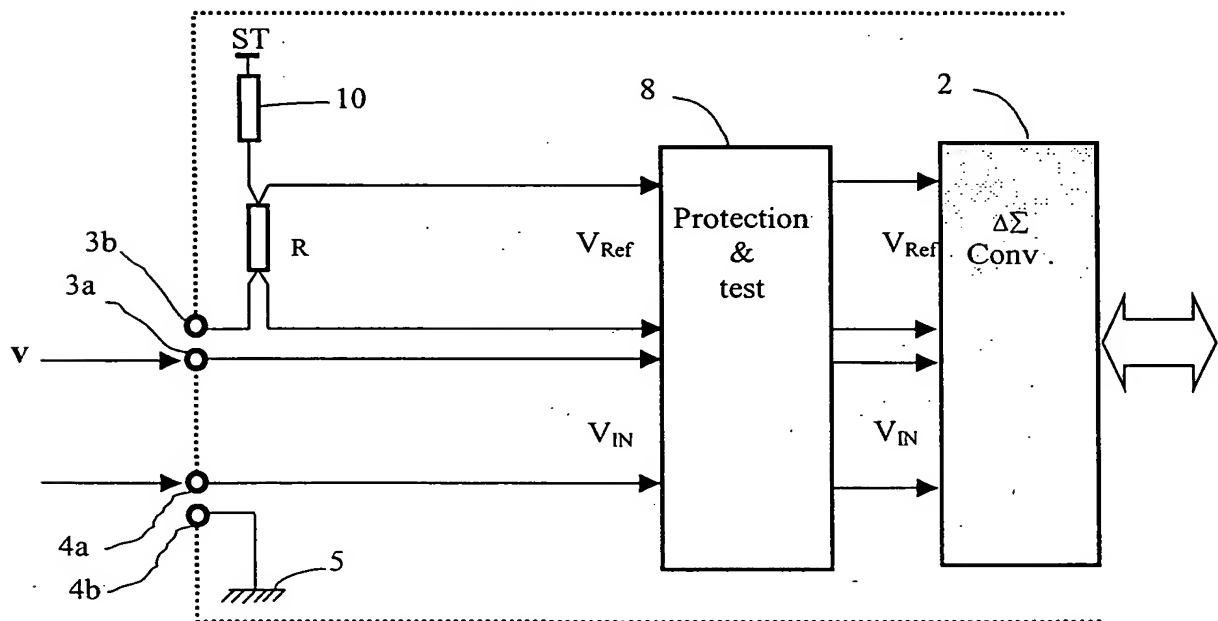 ST
10
8
2
R
V_Ref
Protection
&
test
V_Ref
ΔΣ
Conv .
3b
3a
v
V_IN
V_IN
4a
4b
5